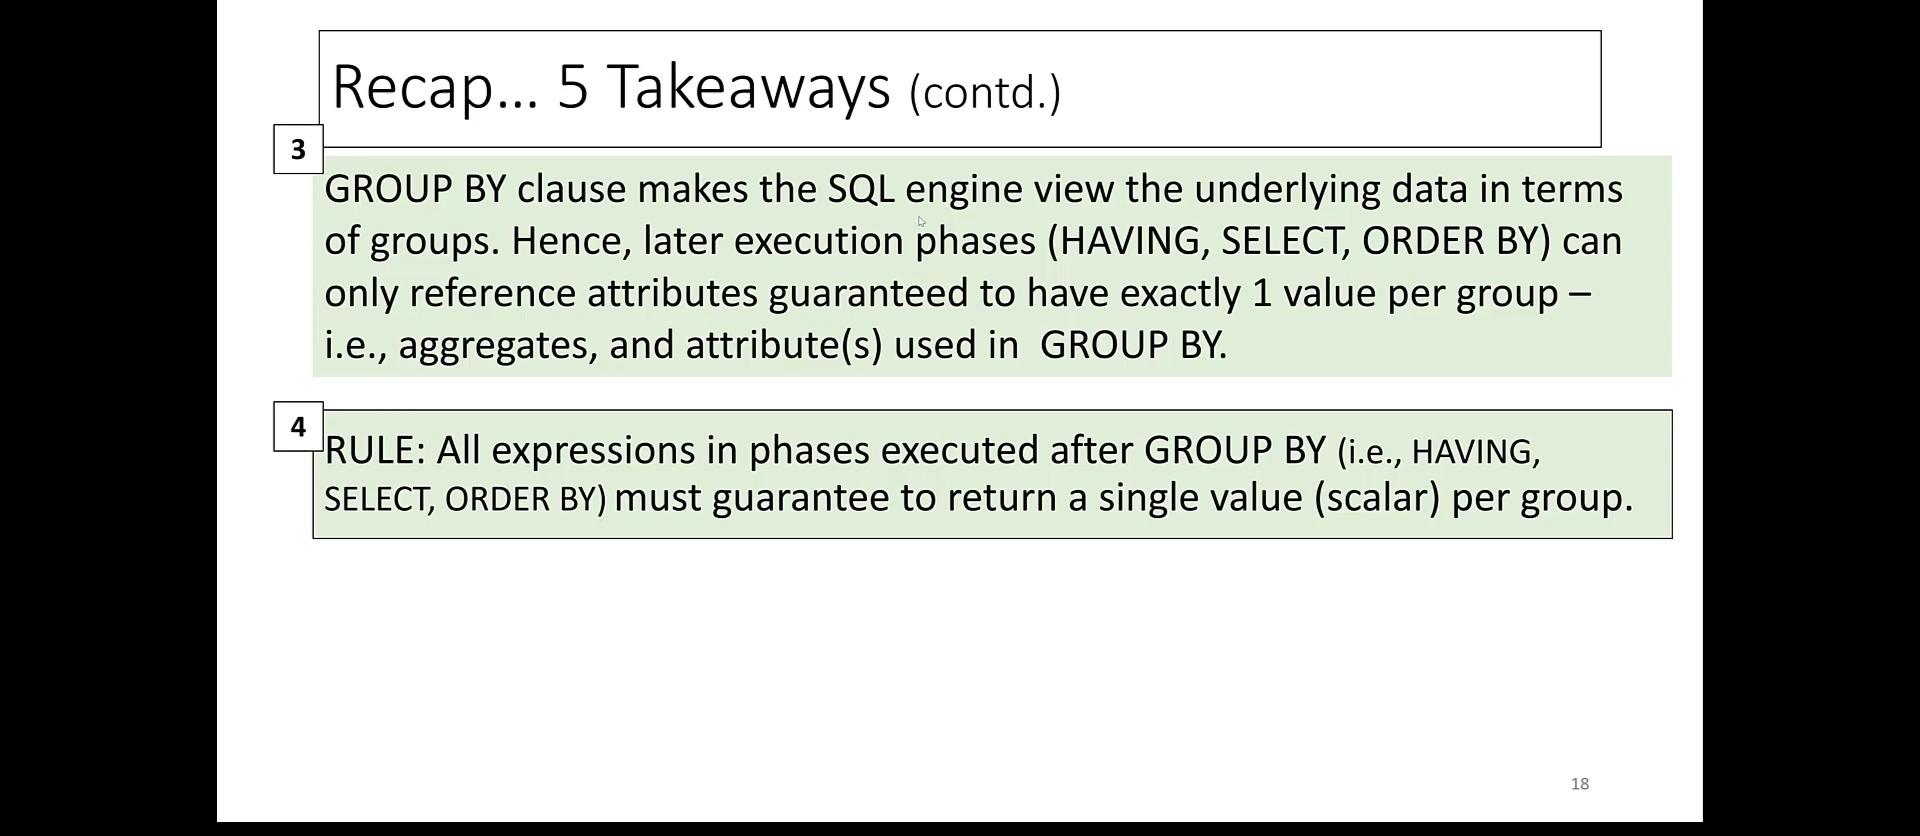 Recap... 5 Takeaways (contd.)
3
GROUP BY clause makes the SQL engine view the underlying data in terms
of groups. Hence, later execution phases (HAVING, SELECT, ORDER BY) can
only reference attributes guaranteed to have exactly 1 value per group –
i.e., aggregates, and attribute(s) used in GROUP BY.
4
RULE: All expressions in phases executed after GROUP BY (i.e., HAVING,
SELECT, ORDER BY) must guarantee to return a single value (scalar) per group.
18